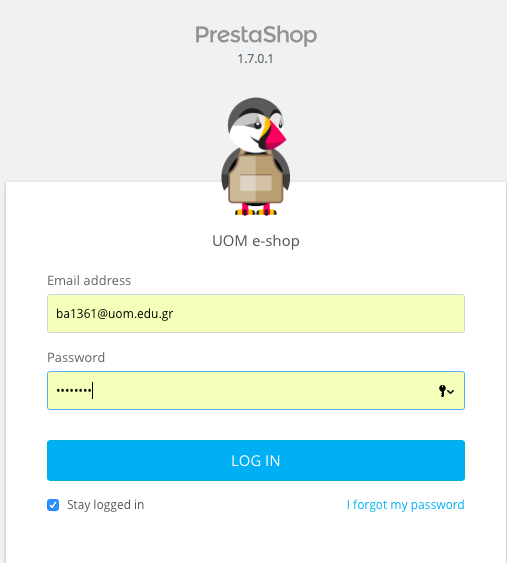 PrestaShop
1.7.0.1
UOM e-shop
Email address
ba1361@uom.edu.gr
Password
••••••••
LOG IN
Stay logged in
I forgot my password